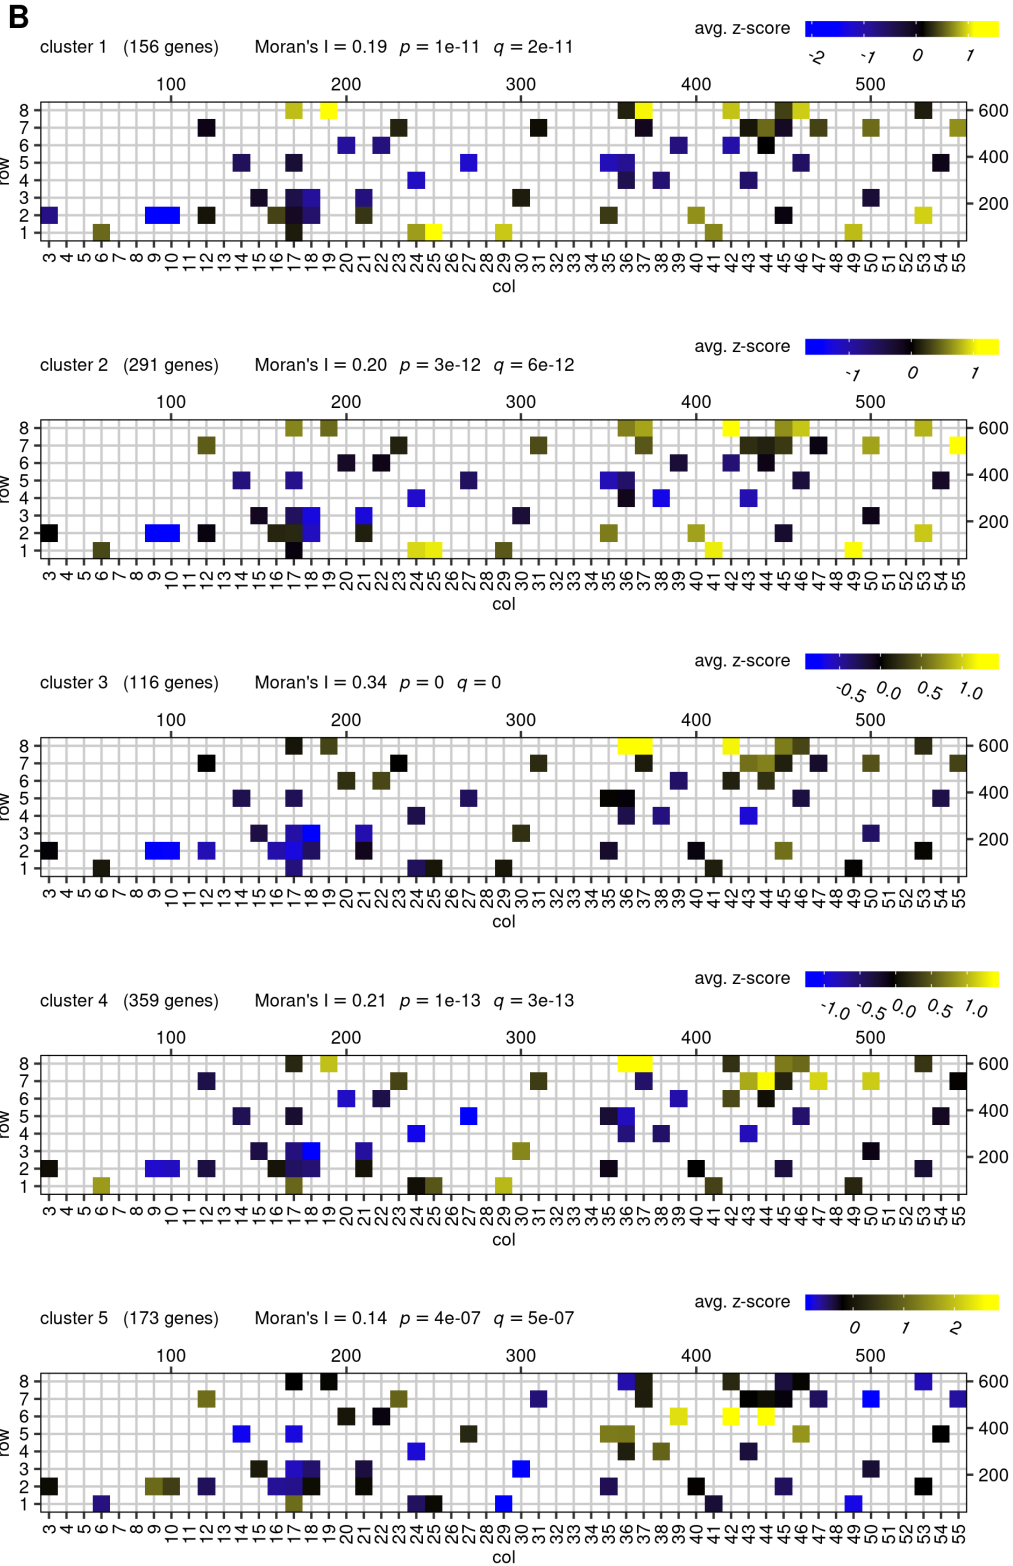 B
cluster 1 (156 genes) Moran's I = 0.19 p = 1e-11 q = 2e-11 avg. z-score
-2 -1 0 1
100 200 300 400 500
8 600
7
6
5 400
4
3
2 200
1
row
3 4 5 6 7 8 9 10 11 12 13 14 15 16 17 18 19 20 21 22 23 24 25 26 27 28 29 30 31 32 33 34 35 36 37 38 39 40 41 42 43 44 45 46 47 48 49 50 51 52 53 54 55
col
cluster 2 (291 genes) Moran's I = 0.20 p = 3e-12 q = 6e-12 avg. z-score
-1 0 1
100 200 300 400 500
8 600
7
6
5 400
4
3
2 200
1
row
3 4 5 6 7 8 9 10 11 12 13 14 15 16 17 18 19 20 21 22 23 24 25 26 27 28 29 30 31 32 33 34 35 36 37 38 39 40 41 42 43 44 45 46 47 48 49 50 51 52 53 54 55
col
cluster 3 (116 genes) Moran's I = 0.34 p = 0 q = 0 avg. z-score
-0.5 0.0 0.5 1.0
100 200 300 400 500
8 600
7
6
5 400
4
3
2 200
1
row
3 4 5 6 7 8 9 10 11 12 13 14 15 16 17 18 19 20 21 22 23 24 25 26 27 28 29 30 31 32 33 34 35 36 37 38 39 40 41 42 43 44 45 46 47 48 49 50 51 52 53 54 55
col
cluster 4 (359 genes) Moran's I = 0.21 p = 1e-13 q = 3e-13 avg. z-score
-1.0 -0.5 0.0 0.5 1.0
100 200 300 400 500
8 600
7
6
5 400
4
3
2 200
1
row
3 4 5 6 7 8 9 10 11 12 13 14 15 16 17 18 19 20 21 22 23 24 25 26 27 28 29 30 31 32 33 34 35 36 37 38 39 40 41 42 43 44 45 46 47 48 49 50 51 52 53 54 55
col
cluster 5 (173 genes) Moran's I = 0.14 p = 4e-07 q = 5e-07 avg. z-score
0 1 2
100 200 300 400 500
8 600
7
6
5 400
4
3
2 200
1
row
3 4 5 6 7 8 9 10 11 12 13 14 15 16 17 18 19 20 21 22 23 24 25 26 27 28 29 30 31 32 33 34 35 36 37 38 39 40 41 42 43 44 45 46 47 48 49 50 51 52 53 54 55
col